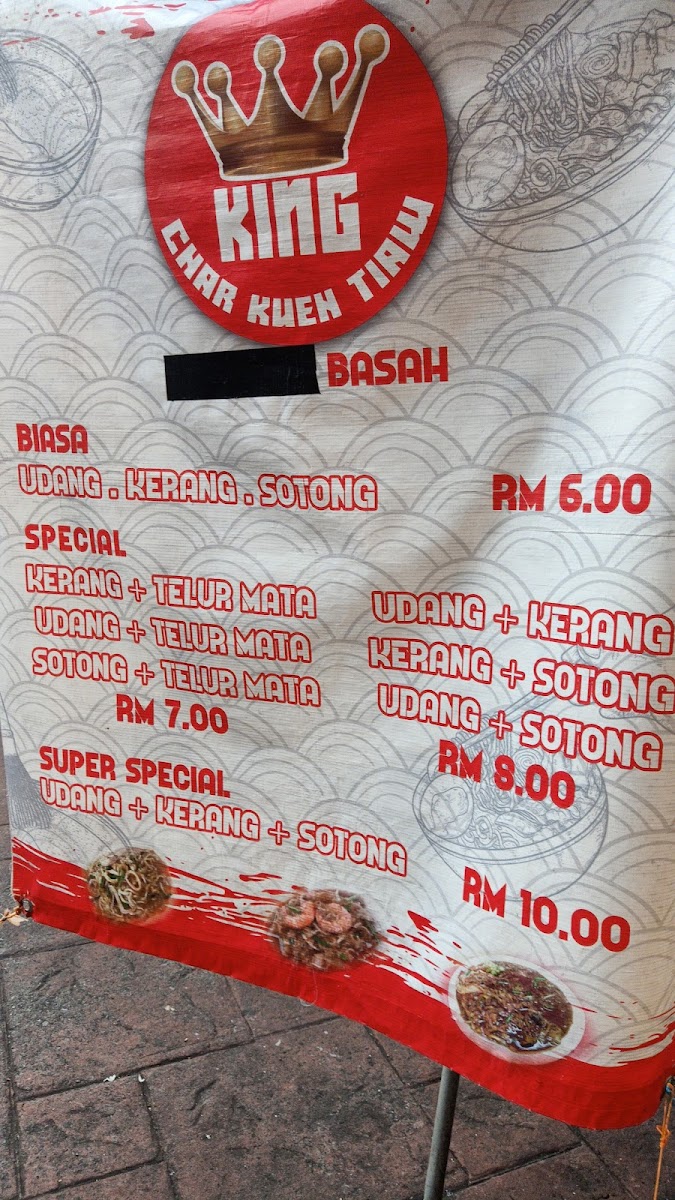 KING
CHAR KUEH TIAW
BASAH
BIASA
UDANG . KERANG . SOTONG
RM 6.00
SPECIAL
KERANG + TELUR MATA
UDANG + TELUR MATA
SOTONG + TELUR MATA
RM 7.00
UDANG + KERANG
KERANG + SOTONG
UDANG + SOTONG
RM 8.00
SUPER SPECIAL
UDANG + KERANG + SOTONG
RM 10.00